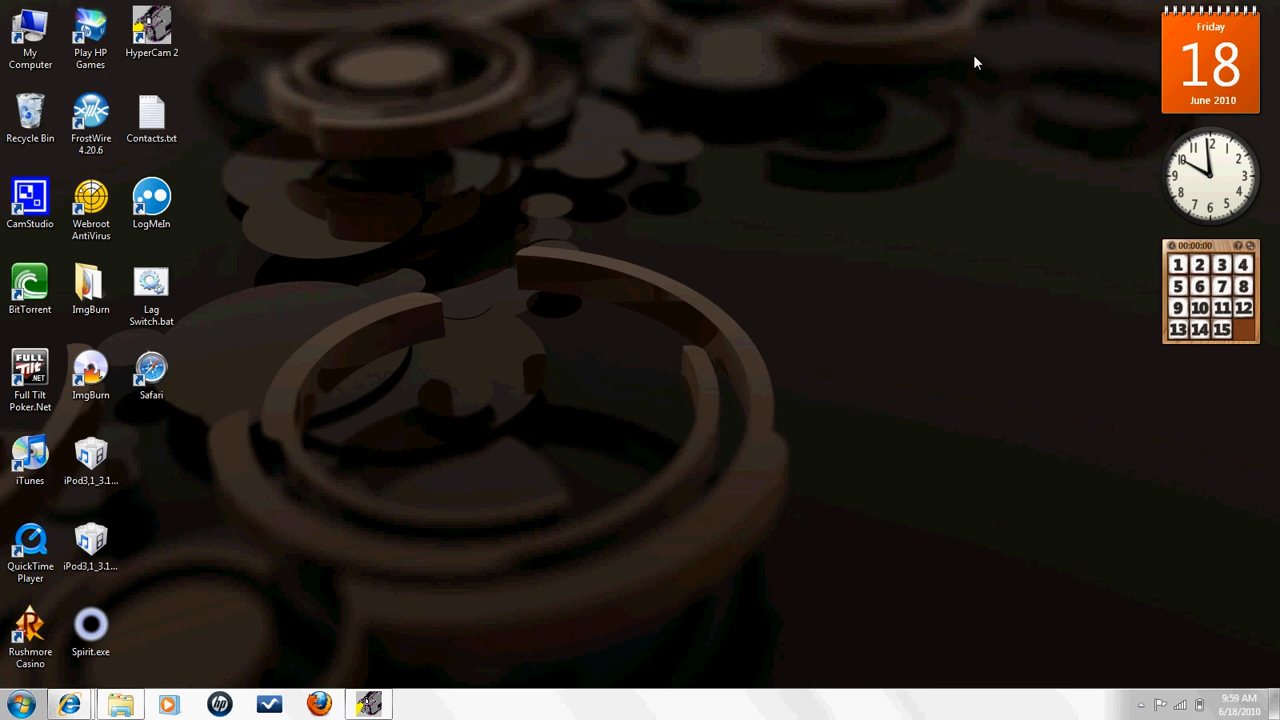 My
Computer
Play HP
Games
HyperCam 2
Recycle Bin
FrostWire
4.20.6
Contacts.txt
CamStudio
Webroot
AntiVirus
LogMeIn
BitTorrent
ImgBurn
Lag
Switch.bat
FULL
TiLT
.NET
Full Tilt
Poker.Net
ImgBurn
Safari
iTunes
iPod3,1_3.1...
QuickTime
Player
iPod3,1_3.1...
R
Rushmore
Casino
Spirit.exe
Friday
18
June 2010
11 12 1
10 2
9 3
8 4
7 6 5
00:00:00
1 2 3 4
5 6 7 8
9 10 11 12
13 14 15
hp
9:59 AM
6/18/2010